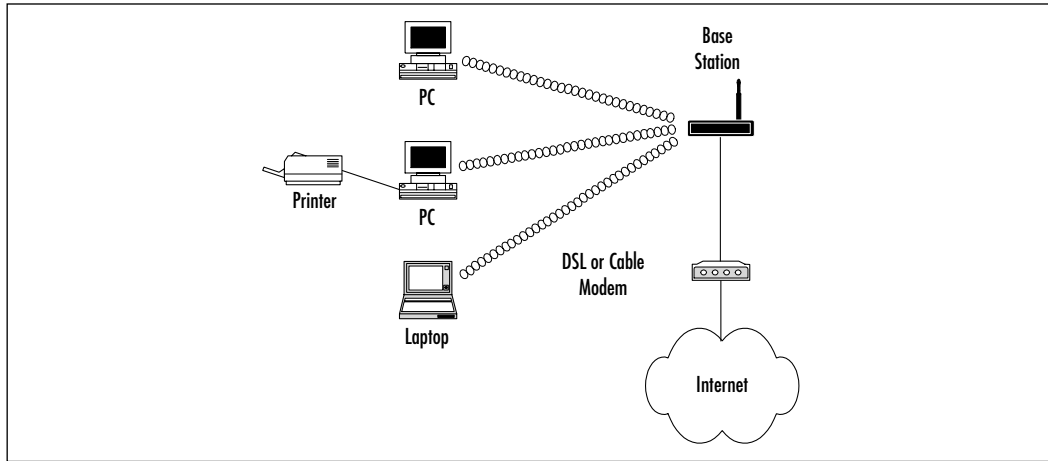 PC
Base
Station
Printer
PC
DSL or Cable
Modem
Laptop
Internet